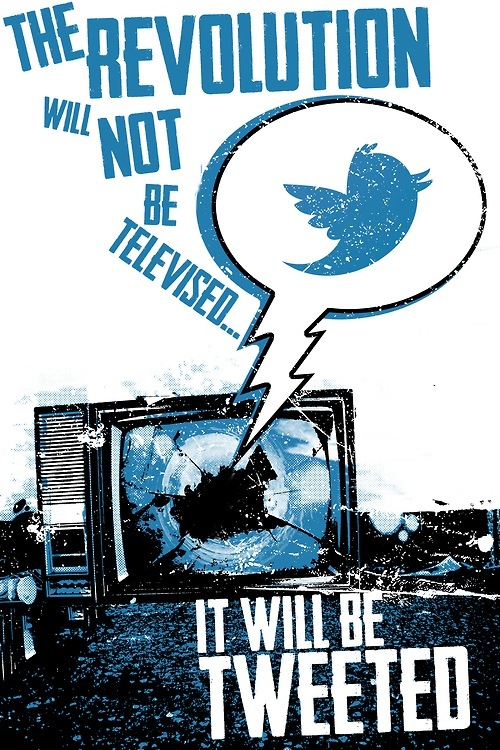 THE REVOLUTION
WILL NOT
BE
TELEVISED...
IT WILL BE
TWEETED